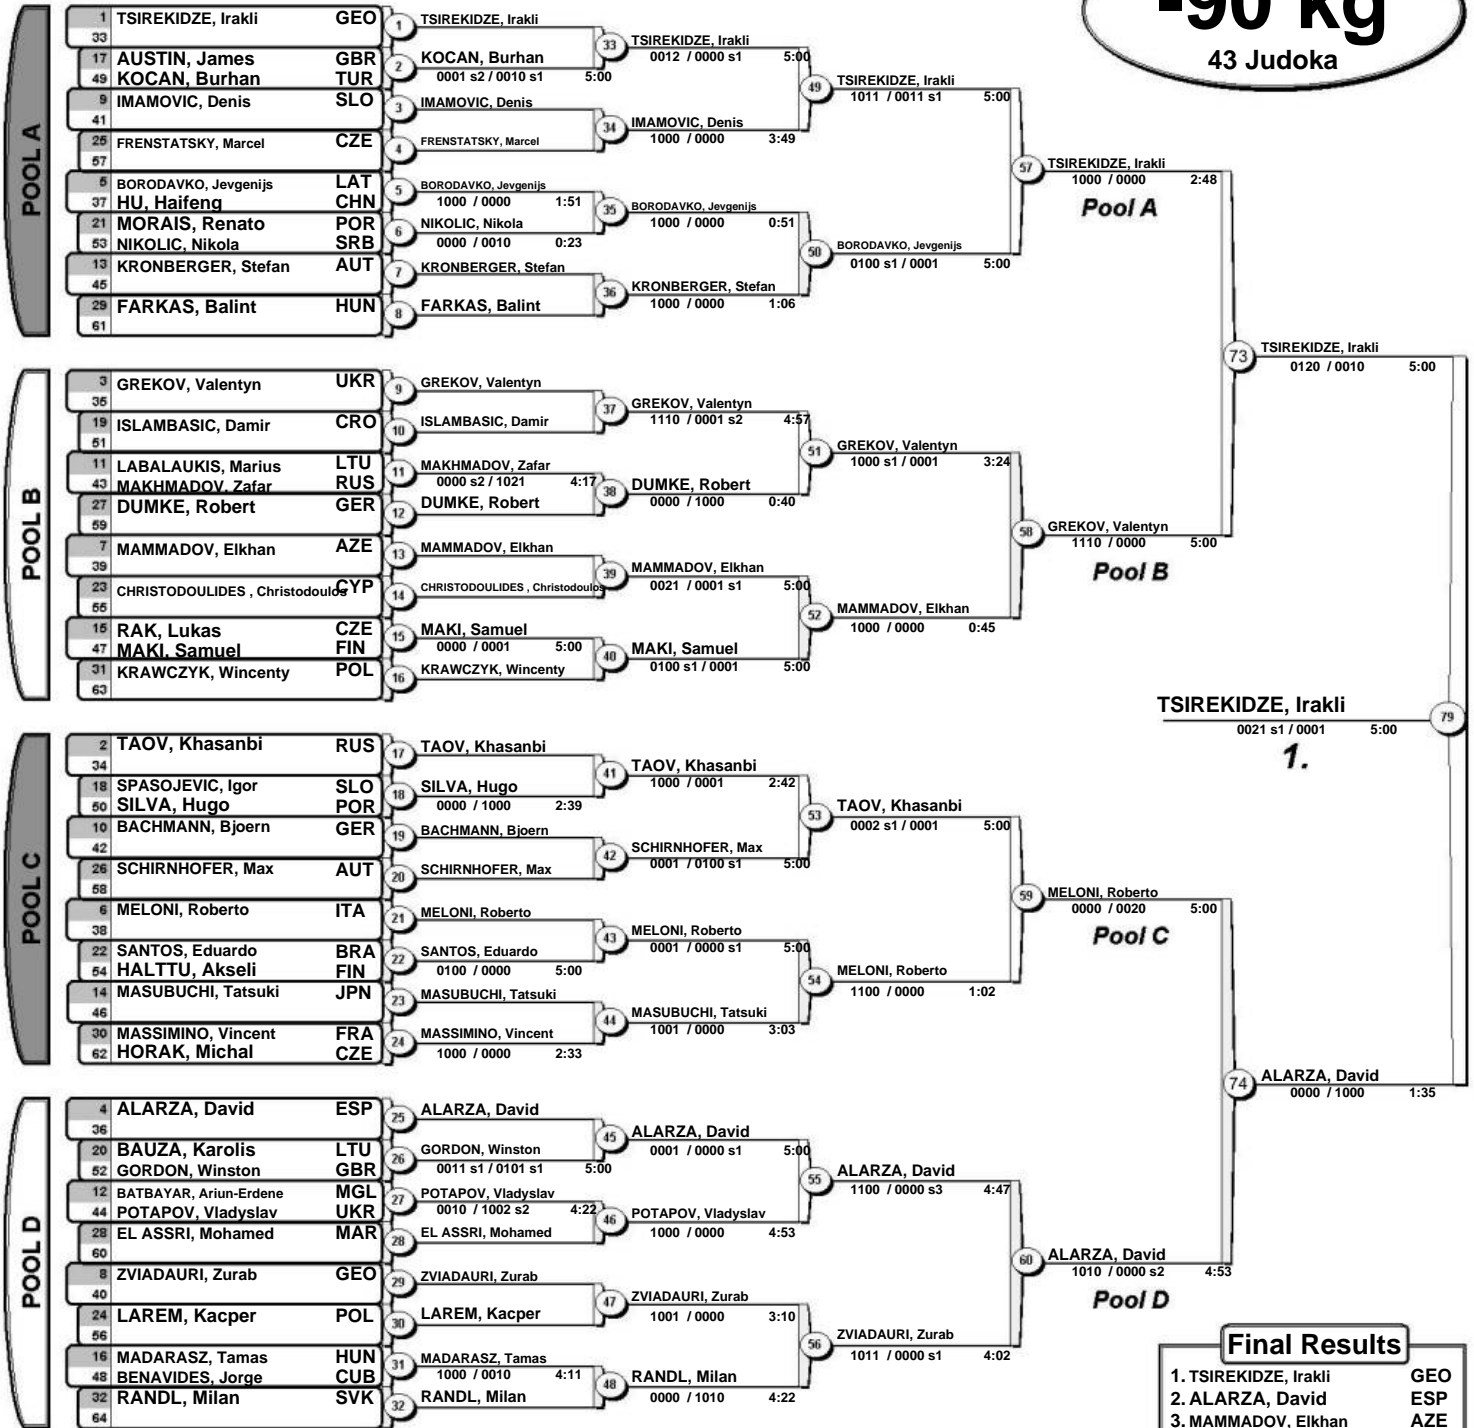 -90 kg
43 Judoka
POOL A
1 TSIREKIDZE, Irakli GEO
33
17 AUSTIN, James GBR
49 KOCAN, Burhan TUR
9 IMAMOVIC, Denis SLO
41
25 FRENSTATSKY, Marcel CZE
57
5 BORODAVKO, Jevgenijs LAT
37 HU, Haifeng CHN
21 MORAIS, Renato POR
53 NIKOLIC, Nikola SRB
13 KRONBERGER, Stefan AUT
45
29 FARKAS, Balint HUN
61
1 TSIREKIDZE, Irakli
2 KOCAN, Burhan
0001 s2 / 0010 s1 5:00
3 IMAMOVIC, Denis
4 FRENSTATSKY, Marcel
5 BORODAVKO, Jevgenijs
1000 / 0000 1:51
6 NIKOLIC, Nikola
0000 / 0010 0:23
7 KRONBERGER, Stefan
8 FARKAS, Balint
33 TSIREKIDZE, Irakli
0012 / 0000 s1 5:00
34 IMAMOVIC, Denis
1000 / 0000 3:49
35 BORODAVKO, Jevgenijs
1000 / 0000 0:51
36 KRONBERGER, Stefan
1000 / 0000 1:06
49 TSIREKIDZE, Irakli
1011 / 0011 s1 5:00
50 BORODAVKO, Jevgenijs
0100 s1 / 0001 5:00
57 TSIREKIDZE, Irakli
1000 / 0000 2:48
Pool A
POOL B
3 GREKOV, Valentyn UKR
35
19 ISLAMBASIC, Damir CRO
51
11 LABALAUKIS, Marius LTU
43 MAKHMADOV, Zafar RUS
27 DUMKE, Robert GER
59
7 MAMMADOV, Elkhan AZE
39
23 CHRISTODOULIDES , Christodoulos CYP
55
15 RAK, Lukas CZE
47 MAKI, Samuel FIN
31 KRAWCZYK, Wincenty POL
63
9 GREKOV, Valentyn
10 ISLAMBASIC, Damir
11 MAKHMADOV, Zafar
0000 s2 / 1021 4:17
12 DUMKE, Robert
13 MAMMADOV, Elkhan
14 CHRISTODOULIDES , Christodoulos
15 MAKI, Samuel
0000 / 0001 5:00
16 KRAWCZYK, Wincenty
37 GREKOV, Valentyn
1110 / 0001 s2 4:57
38 DUMKE, Robert
0000 / 1000 0:40
39 MAMMADOV, Elkhan
0021 / 0001 s1 5:00
40 MAKI, Samuel
0100 s1 / 0001 5:00
51 GREKOV, Valentyn
1000 s1 / 0001 3:24
52 MAMMADOV, Elkhan
1000 / 0000 0:45
58 GREKOV, Valentyn
1110 / 0000 5:00
Pool B
73 TSIREKIDZE, Irakli
0120 / 0010 5:00
TSIREKIDZE, Irakli 79
0021 s1 / 0001 5:00
1.
POOL C
2 TAOV, Khasanbi RUS
34
18 SPASOJEVIC, Igor SLO
50 SILVA, Hugo POR
10 BACHMANN, Bjoern GER
42
26 SCHIRNHOFER, Max AUT
58
6 MELONI, Roberto ITA
38
22 SANTOS, Eduardo BRA
54 HALTTU, Akseli FIN
14 MASUBUCHI, Tatsuki JPN
46
30 MASSIMINO, Vincent FRA
62 HORAK, Michal CZE
17 TAOV, Khasanbi
18 SILVA, Hugo
0000 / 1000 2:39
19 BACHMANN, Bjoern
20 SCHIRNHOFER, Max
21 MELONI, Roberto
22 SANTOS, Eduardo
0100 / 0000 5:00
23 MASUBUCHI, Tatsuki
24 MASSIMINO, Vincent
1000 / 0000 2:33
41 TAOV, Khasanbi
1000 / 0001 2:42
42 SCHIRNHOFER, Max
0001 / 0100 s1 5:00
43 MELONI, Roberto
0001 / 0000 s1 5:00
44 MASUBUCHI, Tatsuki
1001 / 0000 3:03
53 TAOV, Khasanbi
0002 s1 / 0001 5:00
54 MELONI, Roberto
1100 / 0000 1:02
59 MELONI, Roberto
0000 / 0020 5:00
Pool C
POOL D
4 ALARZA, David ESP
36
20 BAUZA, Karolis LTU
52 GORDON, Winston GBR
12 BATBAYAR, Ariun-Erdene MGL
44 POTAPOV, Vladyslav UKR
28 EL ASSRI, Mohamed MAR
60
8 ZVIADAURI, Zurab GEO
40
24 LAREM, Kacper POL
56
16 MADARASZ, Tamas HUN
48 BENAVIDES, Jorge CUB
32 RANDL, Milan SVK
64
25 ALARZA, David
26 GORDON, Winston
0011 s1 / 0101 s1 5:00
27 POTAPOV, Vladyslav
0010 / 1002 s2 4:22
28 EL ASSRI, Mohamed
29 ZVIADAURI, Zurab
30 LAREM, Kacper
31 MADARASZ, Tamas
1000 / 0010 4:11
32 RANDL, Milan
45 ALARZA, David
0001 / 0000 s1 5:00
46 POTAPOV, Vladyslav
1000 / 0000 4:53
47 ZVIADAURI, Zurab
1001 / 0000 3:10
48 RANDL, Milan
0000 / 1010 4:22
55 ALARZA, David
1100 / 0000 s3 4:47
56 ZVIADAURI, Zurab
1011 / 0000 s1 4:02
60 ALARZA, David
1010 / 0000 s2 4:53
Pool D
74 ALARZA, David
0000 / 1000 1:35
Final Results
1. TSIREKIDZE, Irakli GEO
2. ALARZA, David ESP
3. MAMMADOV, Elkhan AZE